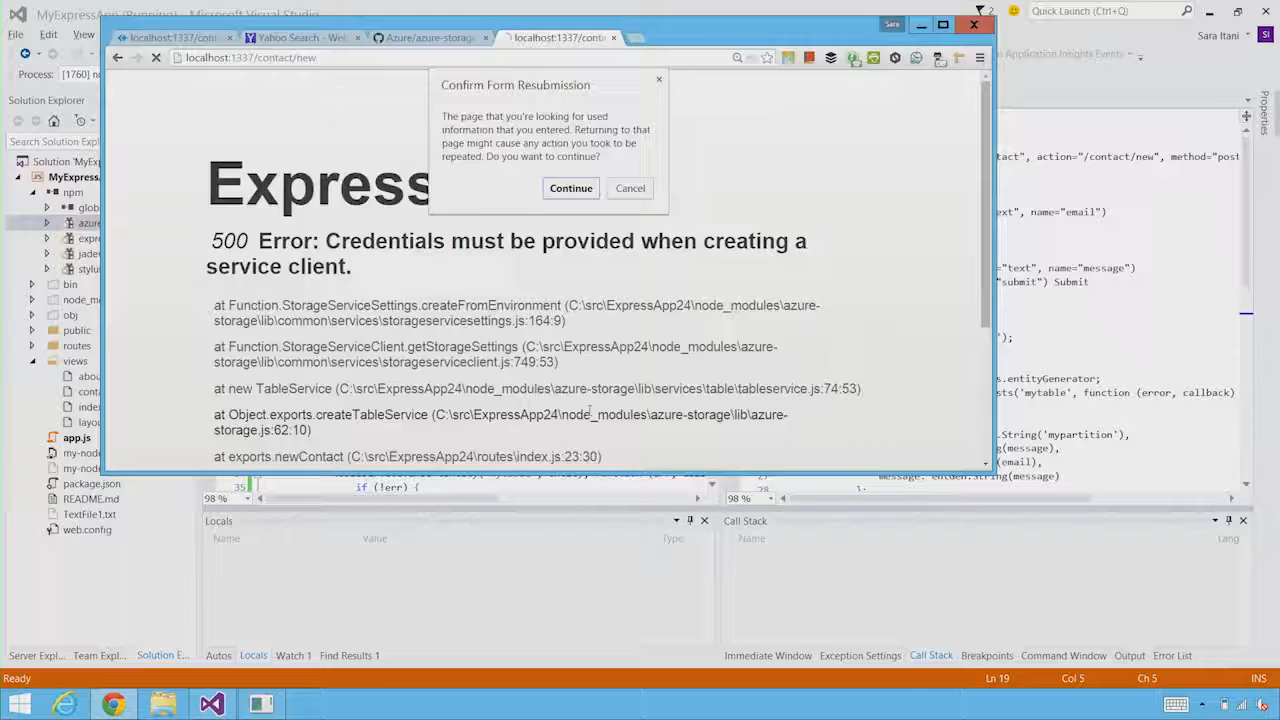 MyExpressApp (Running) - Microsoft Visual Studio
2
Quick Launch (Ctrl+Q)
File Edit View
Sara Itani SI
Process: [1760] no
Application Insights Events
Solution Explorer
Search Solution Expl
Solution 'MyEx
MyExpress
npm
glob
azure
expr
jade
stylus
bin
node_m
obj
public
routes
views
abou
conta
index
layou
app.js
my-node
my-node
package.json
README.md
TextFile1.txt
web.config
Sara
localhost:1337/cont
Yahoo Search - Web
Azure/azure-storage
localhost:1337/conta
localhost:1337/contact/new
Confirm Form Resubmission
The page that you're looking for used
information that you entered. Returning to that
page might cause any action you took to be
repeated. Do you want to continue?
Continue Cancel
Express
500 Error: Credentials must be provided when creating a
service client.
at Function.StorageServiceSettings.createFromEnvironment (C:\src\ExpressApp24\node_modules\azure-
storage\lib\common\services\storageservicesettings.js:164:9)
at Function.StorageServiceClient.getStorageSettings (C:\src\ExpressApp24\node_modules\azure-
storage\lib\common\services\storageserviceclient.js:749:53)
at new TableService (C:\src\ExpressApp24\node_modules\azure-storage\lib\services\table\tableservice.js:74:53)
at Object.exports.createTableService (C:\src\ExpressApp24\node_modules\azure-storage\lib\azure-
storage.js:62:10)
at exports.newContact (C:\src\ExpressApp24\routes\index.js:23:30)
Properties
tact", action="/contact/new", method="post
ext", name="email")
="text", name="message")
"submit") Submit
');
s.entityGenerator;
sts('mytable', function (error, callback)
.String('mypartition'),
(message),
(email),
message: entGen.String(message)
28 };
35 if (!err) {
98 %
98 %
Locals
Name Value Type
Call Stack
Name Lang
Server Expl... Team Expl... Solution E... Autos Locals Watch 1 Find Results 1
Immediate Window Exception Settings Call Stack Breakpoints Command Window Output Error List
Ready Ln 19 Col 5 Ch 5 INS